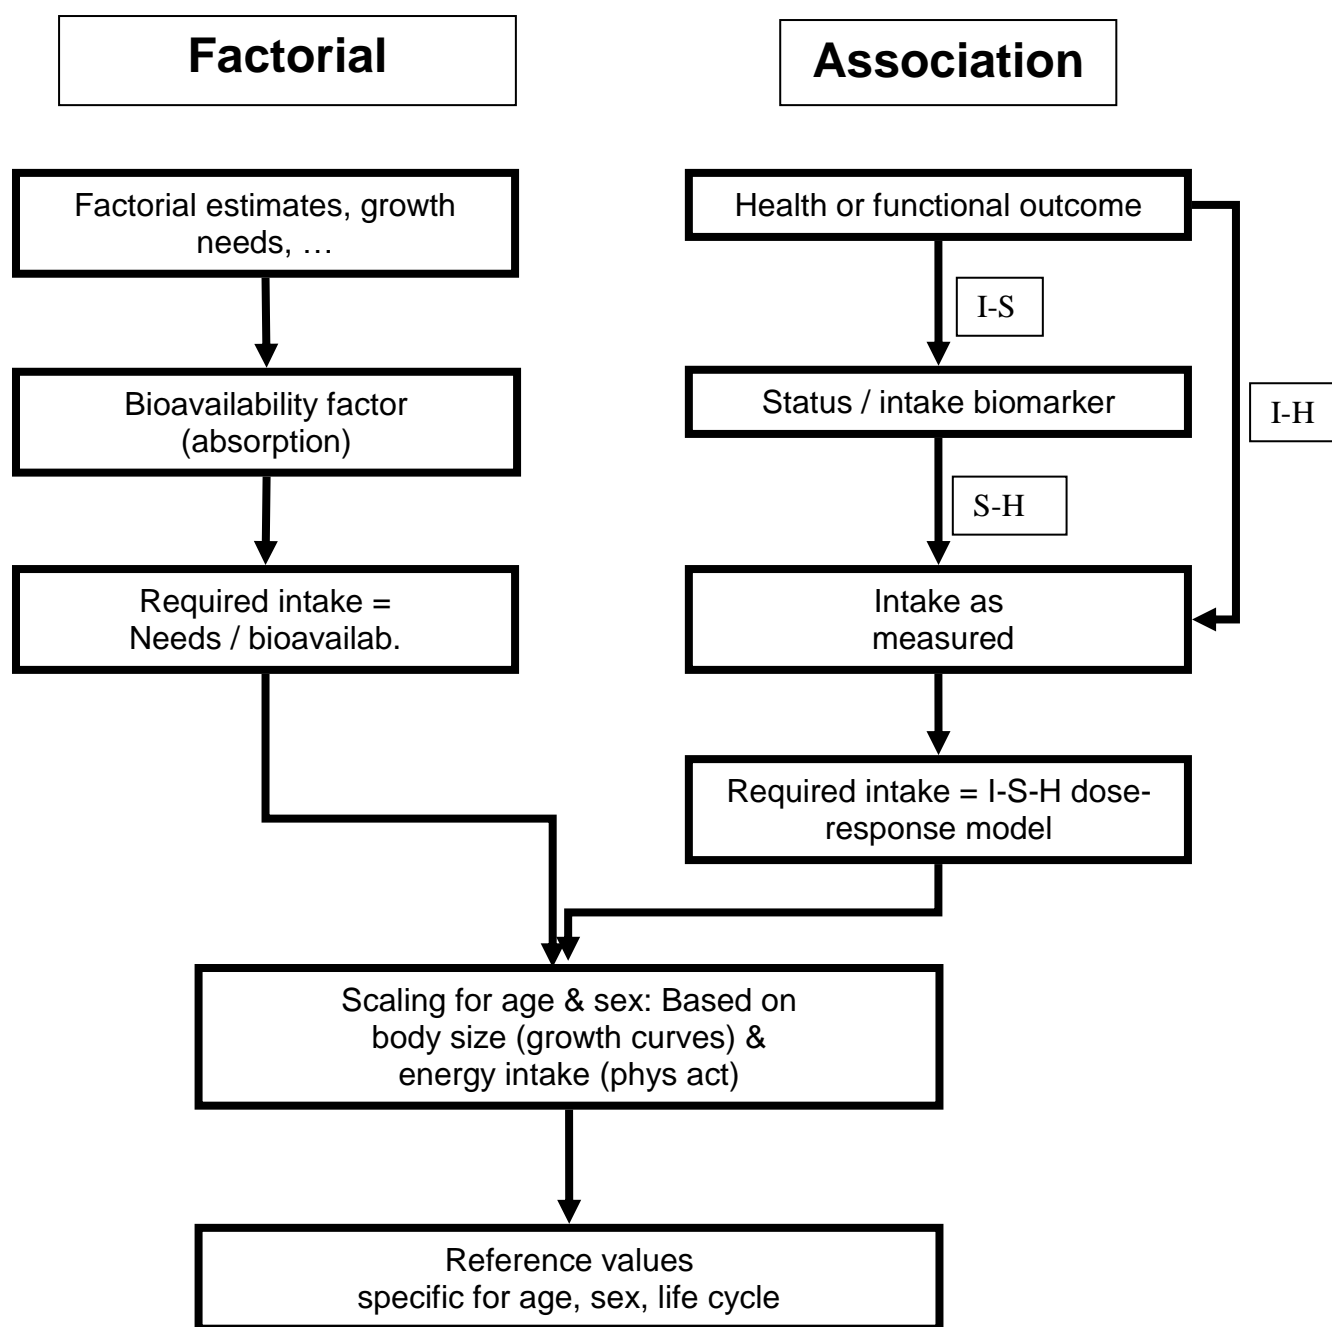 Factorial
Association
Factorial estimates, growth
needs, …
Health or functional outcome
I-S
Bioavailability factor
(absorption)
Status / intake biomarker
I-H
S-H
Required intake =
Needs / bioavailab.
Intake as
measured
Required intake = I-S-H dose-
response model
Scaling for age & sex: Based on
body size (growth curves) &
energy intake (phys act)
Reference values
specific for age, sex, life cycle